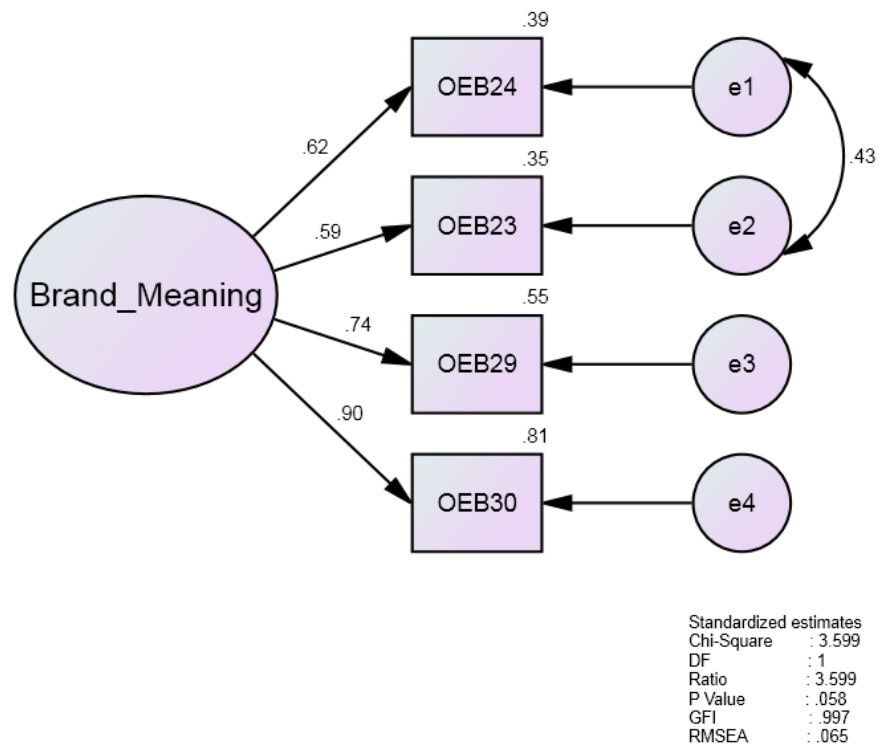 .39
OEB24
e1
.62
.43
.35
OEB23
e2
.59
Brand_Meaning
.55
.74
OEB29
e3
.90
.81
OEB30
e4
Standardized estimates
Chi-Square : 3.599
DF : 1
Ratio : 3.599
P Value : .058
GFI : .997
RMSEA : .065